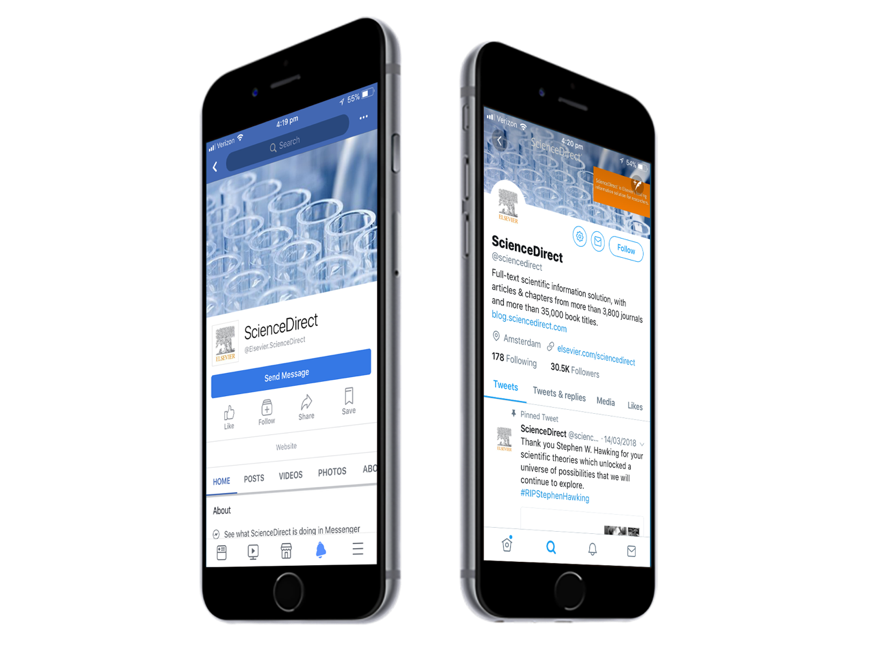 Verizon
4:19 pm
55%
Search
ELSEVIER
ScienceDirect
@Elsevier.ScienceDirect
Send Message
Like
Follow
Share
Save
Website
HOME
POSTS
VIDEOS
PHOTOS
ABO
About
See what ScienceDirect is doing in Messenger
Verizon
4:20 pm
54%
ScienceDirect
ELSEVIER
Follow
ScienceDirect
@sciencedirect
Full-text scientific information solution, with
articles & chapters from more than 3,800 journals
and more than 35,000 book titles.
blog.sciencedirect.com
Amsterdam
elsevier.com/sciencedirect
178 Following
30.5K Followers
Tweets
Tweets & replies
Media
Likes
Pinned Tweet
ScienceDirect @scienc... · 14/03/2018
Thank you Stephen W. Hawking for your
scientific theories which unlocked a
universe of possibilities that we will
continue to explore.
#RIPStephenHawking